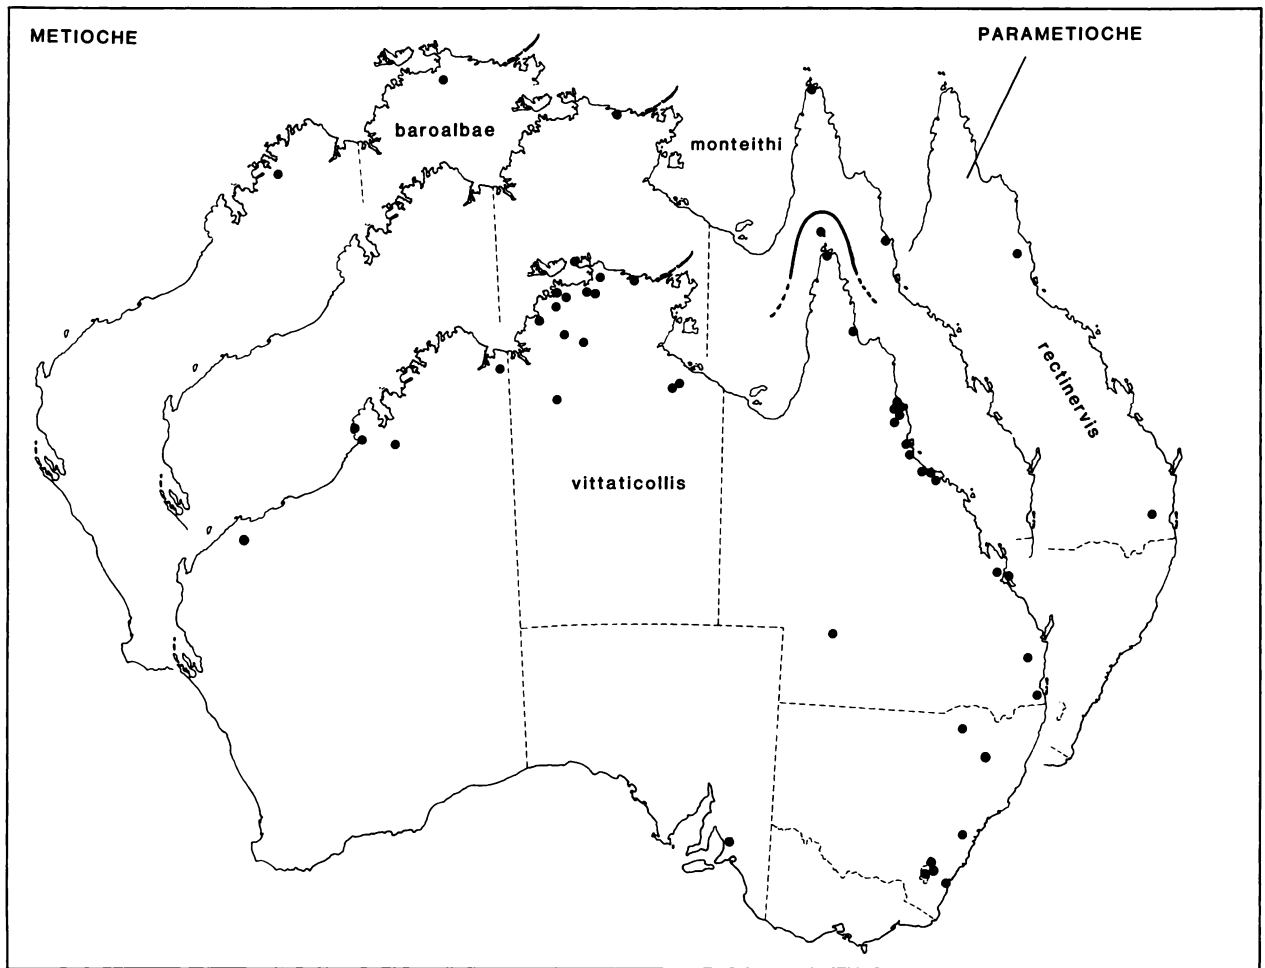 METIOCHE
PARAMETIOCHE
baroalbae
monteithi
rectinervis
vittaticollis